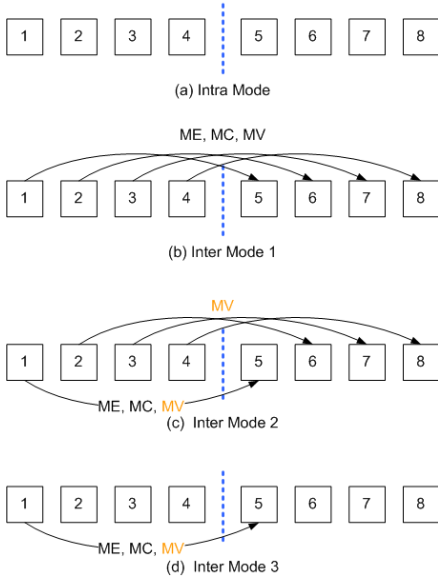 1 2 3 4 5 6 7 8
(a) Intra Mode
ME, MC, MV
1 2 3 4 5 6 7 8
(b) Inter Mode 1
MV
1 2 3 4 5 6 7 8
ME, MC, MV
(c) Inter Mode 2
1 2 3 4 5 6 7 8
ME, MC, MV
(d) Inter Mode 3